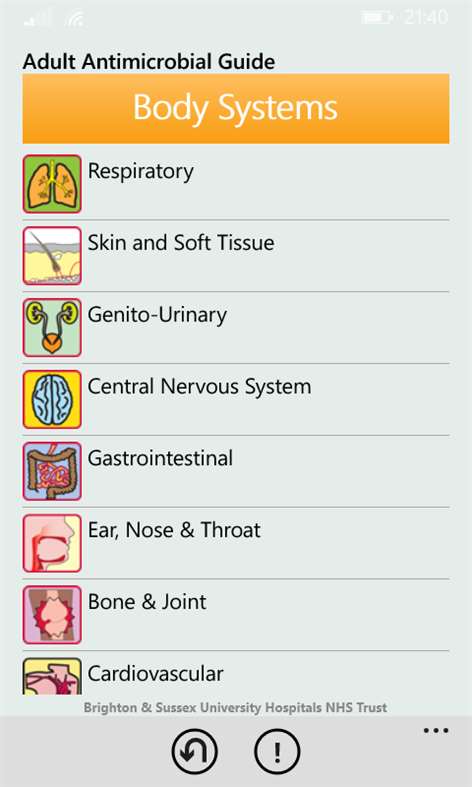 21:40
Adult Antimicrobial Guide
Body Systems
Respiratory
Skin and Soft Tissue
Genito-Urinary
Central Nervous System
Gastrointestinal
Ear, Nose & Throat
Bone & Joint
Cardiovascular
Brighton & Sussex University Hospitals NHS Trust